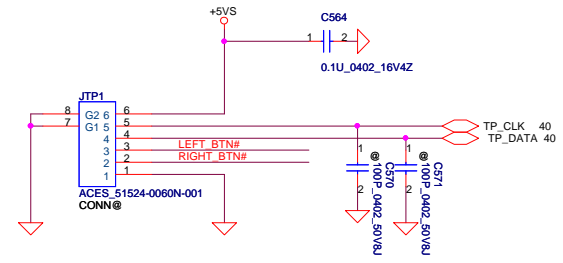 +5VS
C564
1 2
0.1U_0402_16V4Z
JTP1
8 G2 6 6
7 G1 5 5
4 4
3 3 LEFT_BTN#
2 2 RIGHT_BTN#
1 1
ACES_51524-0060N-001
CONN@
TP_CLK 40
TP_DATA 40
1 2
C570
@100P_0402_50V8J
1 2
C571
@100P_0402_50V8J